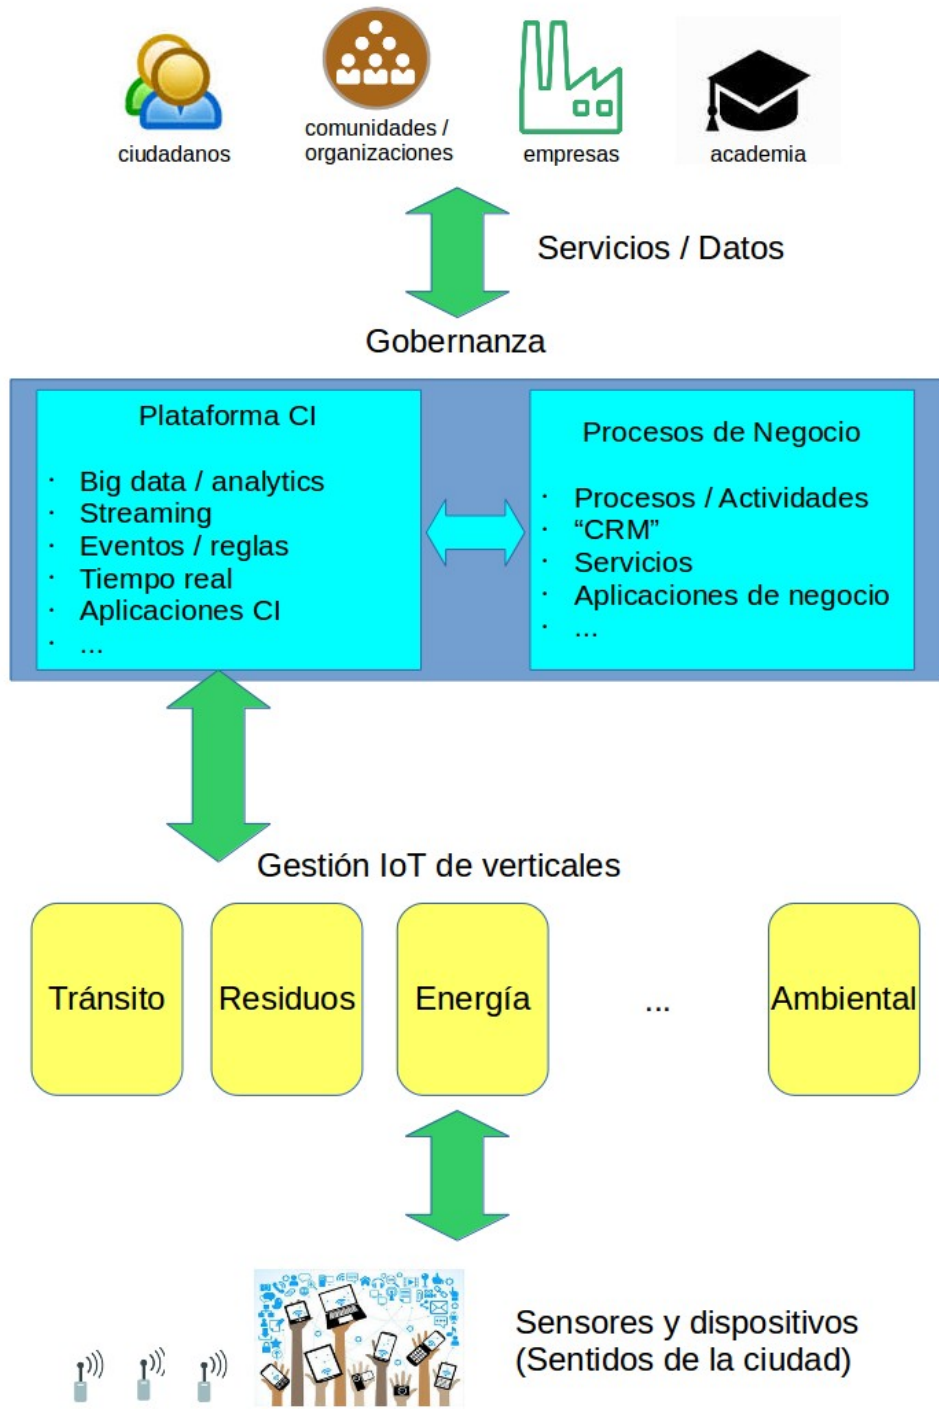 ciudadanos
comunidades /
organizaciones
empresas
academia
Servicios / Datos
Gobernanza
Plataforma CI
· Big data / analytics
· Streaming
· Eventos / reglas
· Tiempo real
· Aplicaciones CI
· ...
Procesos de Negocio
· Procesos / Actividades
· “CRM”
· Servicios
· Aplicaciones de negocio
· ...
Gestión IoT de verticales
Tránsito
Residuos
Energía
...
Ambiental
Sensores y dispositivos
(Sentidos de la ciudad)